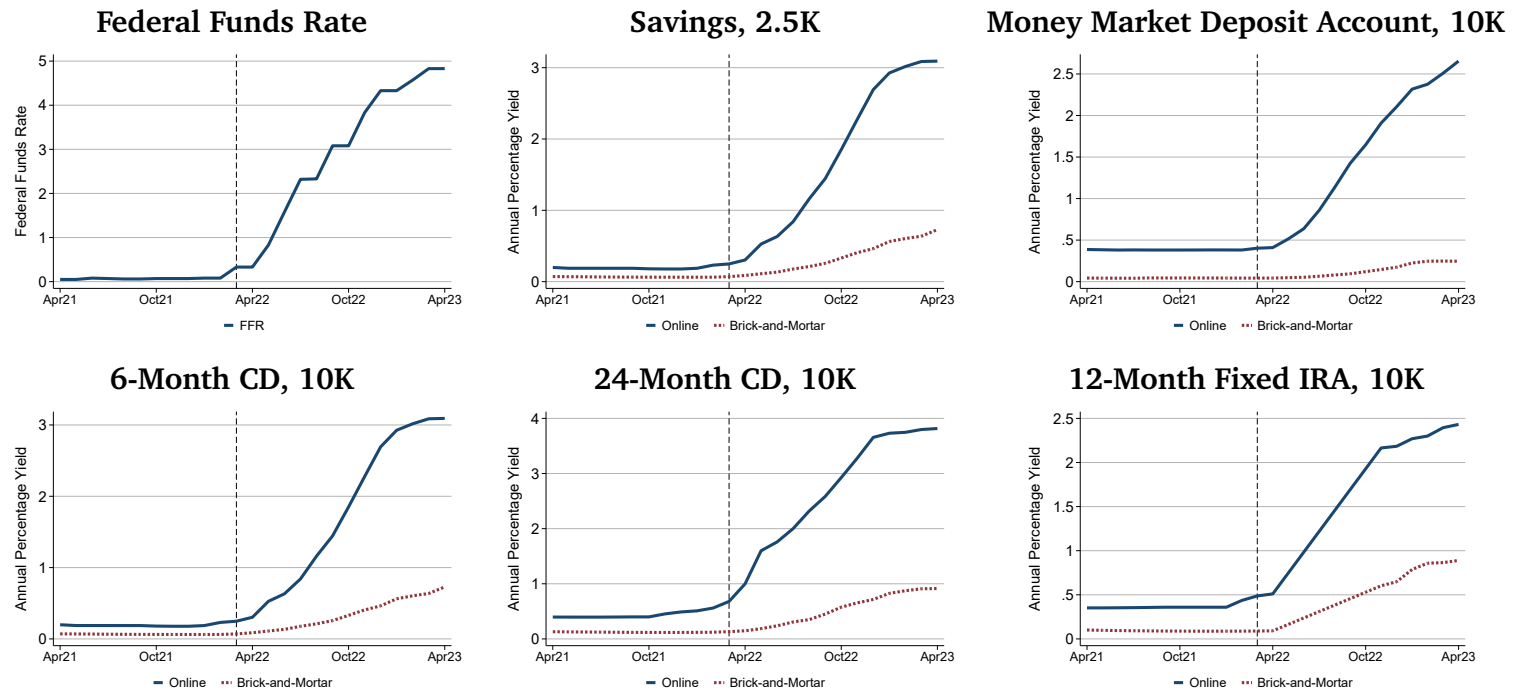 Federal Funds Rate
Federal Funds Rate
5
4
3
2
1
0
Apr21 Oct21 Apr22 Oct22 Apr23
FFR
Savings, 2.5K
Annual Percentage Yield
3
2
1
0
Apr21 Oct21 Apr22 Oct22 Apr23
Online Brick-and-Mortar
Money Market Deposit Account, 10K
Annual Percentage Yield
2.5
2
1.5
1
.5
0
Apr21 Oct21 Apr22 Oct22 Apr23
Online Brick-and-Mortar
6-Month CD, 10K
Annual Percentage Yield
3
2
1
0
Apr21 Oct21 Apr22 Oct22 Apr23
Online Brick-and-Mortar
24-Month CD, 10K
Annual Percentage Yield
4
3
2
1
0
Apr21 Oct21 Apr22 Oct22 Apr23
Online Brick-and-Mortar
12-Month Fixed IRA, 10K
Annual Percentage Yield
2.5
2
1.5
1
.5
0
Apr21 Oct21 Apr22 Oct22 Apr23
Online Brick-and-Mortar